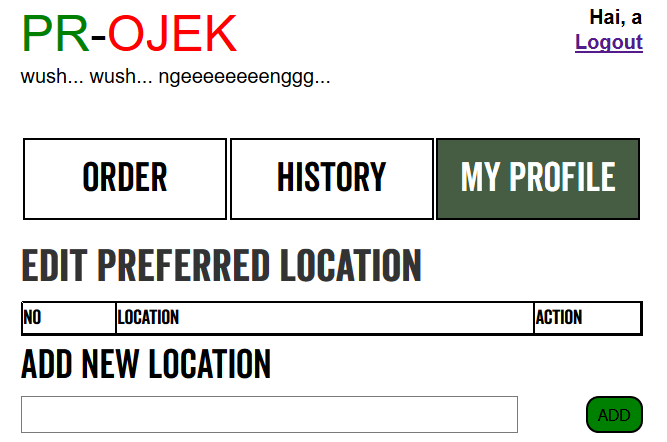 PR-OJEK
Hai, a
Logout
wush... wush... ngeeeeeeeenggg...
ORDER HISTORY MY PROFILE
EDIT PREFERRED LOCATION
NO LOCATION ACTION
ADD NEW LOCATION
ADD